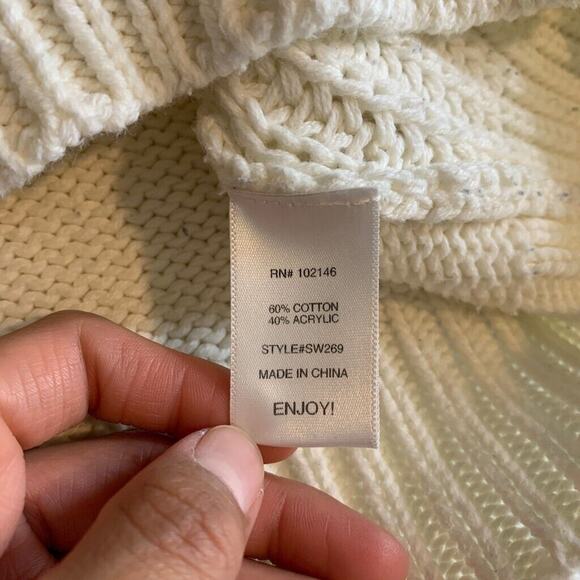 RN# 102146
60% COTTON
40% ACRYLIC
STYLE#SW269
MADE IN CHINA
ENJOY!